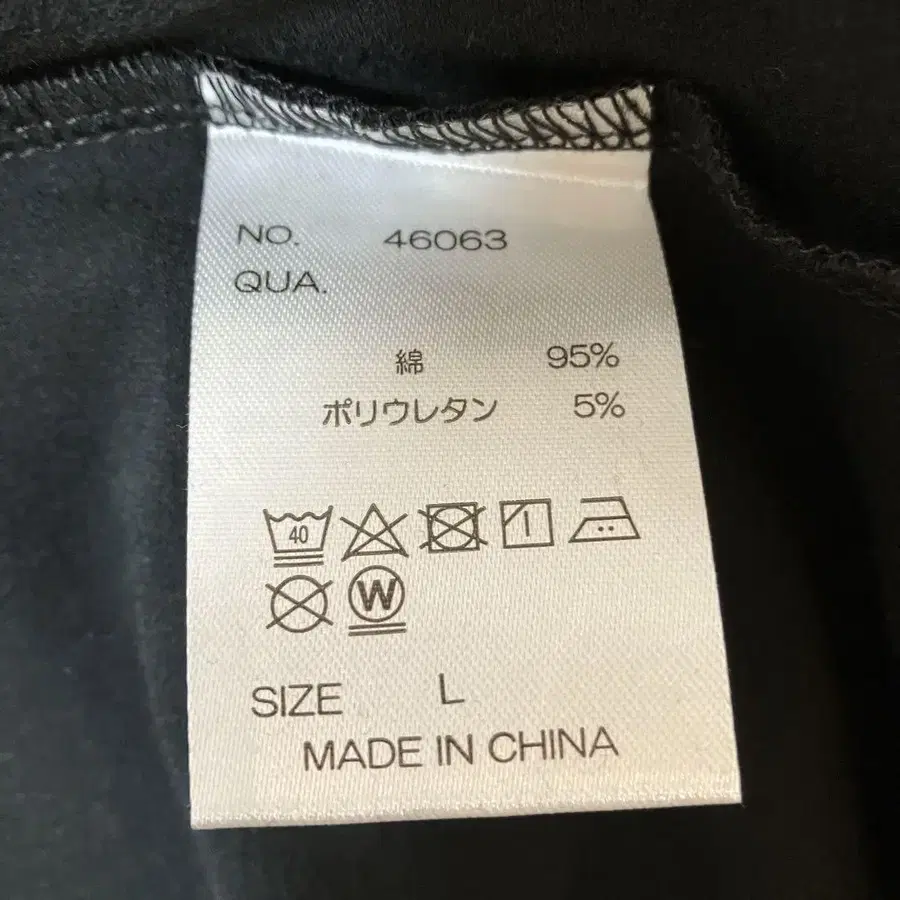 NO. 46063
QUA.
綿 95%
ポリウレタン 5%
40
W
SIZE L
MADE IN CHINA